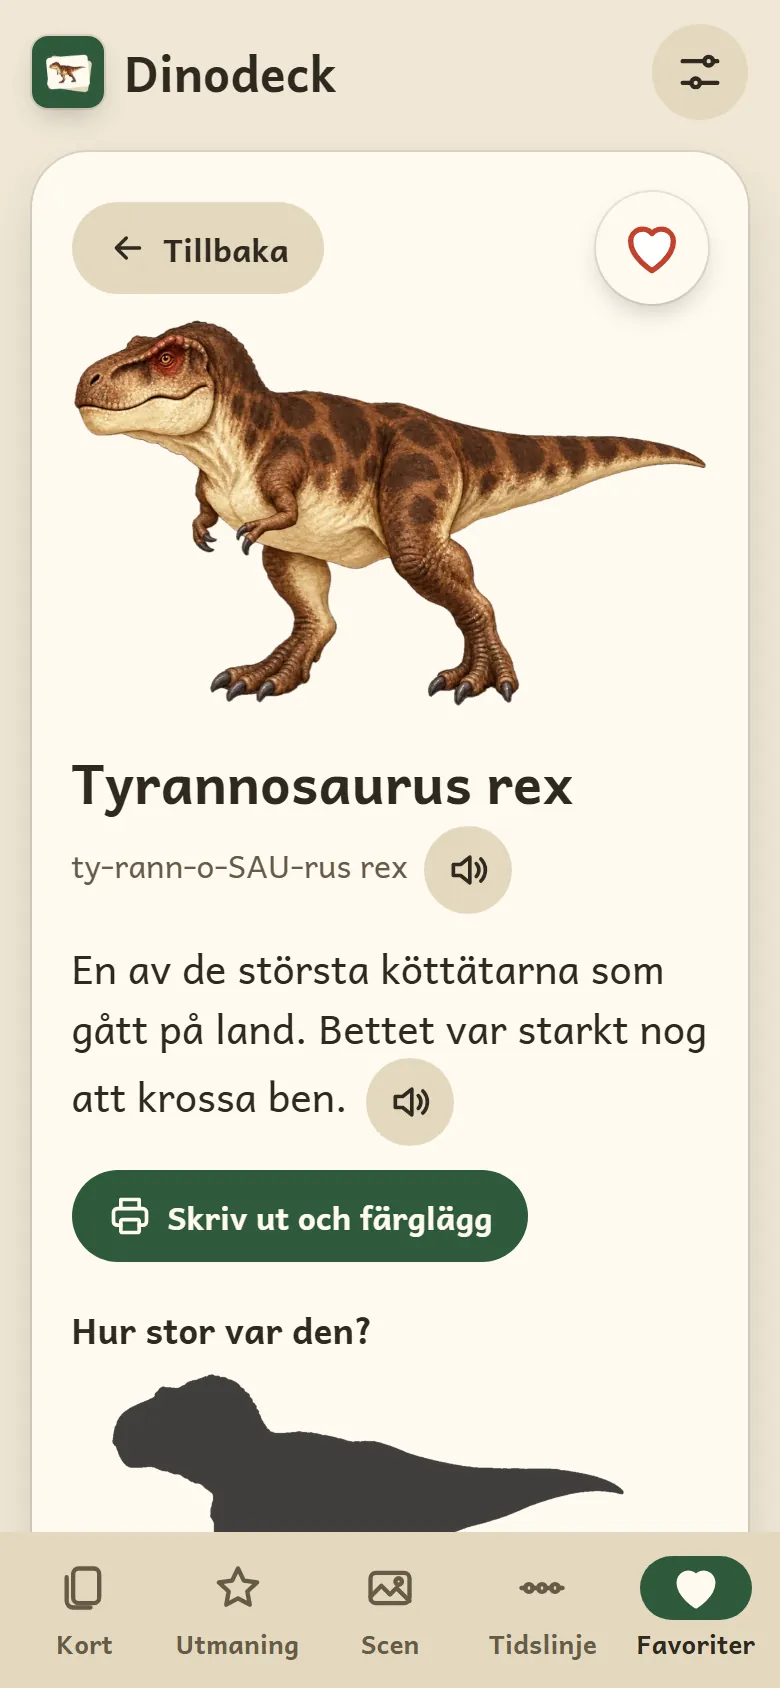 Dinodeck
Tillbaka
Tyrannosaurus rex
ty-rann-o-SAU-rus rex
En av de största köttätarna som
gått på land. Bettet var starkt nog
att krossa ben.
Skriv ut och färglägg
Hur stor var den?
Kort
Utmaning
Scen
Tidslinje
Favoriter